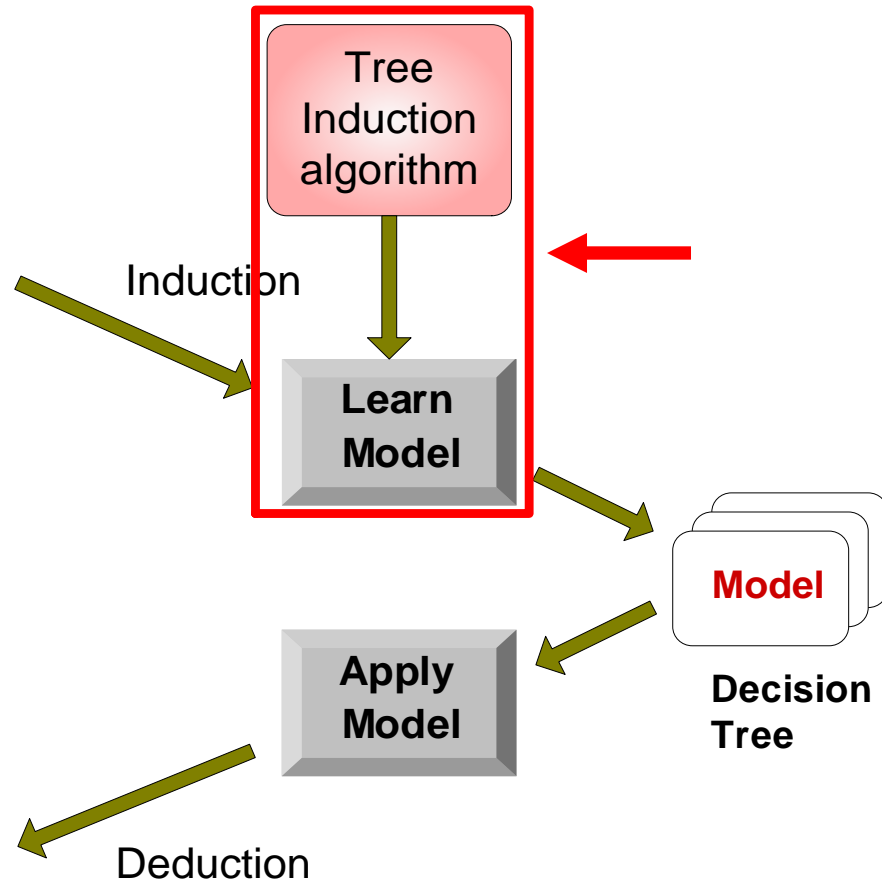 Tree
Induction
algorithm
Induction
Learn
Model
Model
Decision
Tree
Apply
Model
Deduction